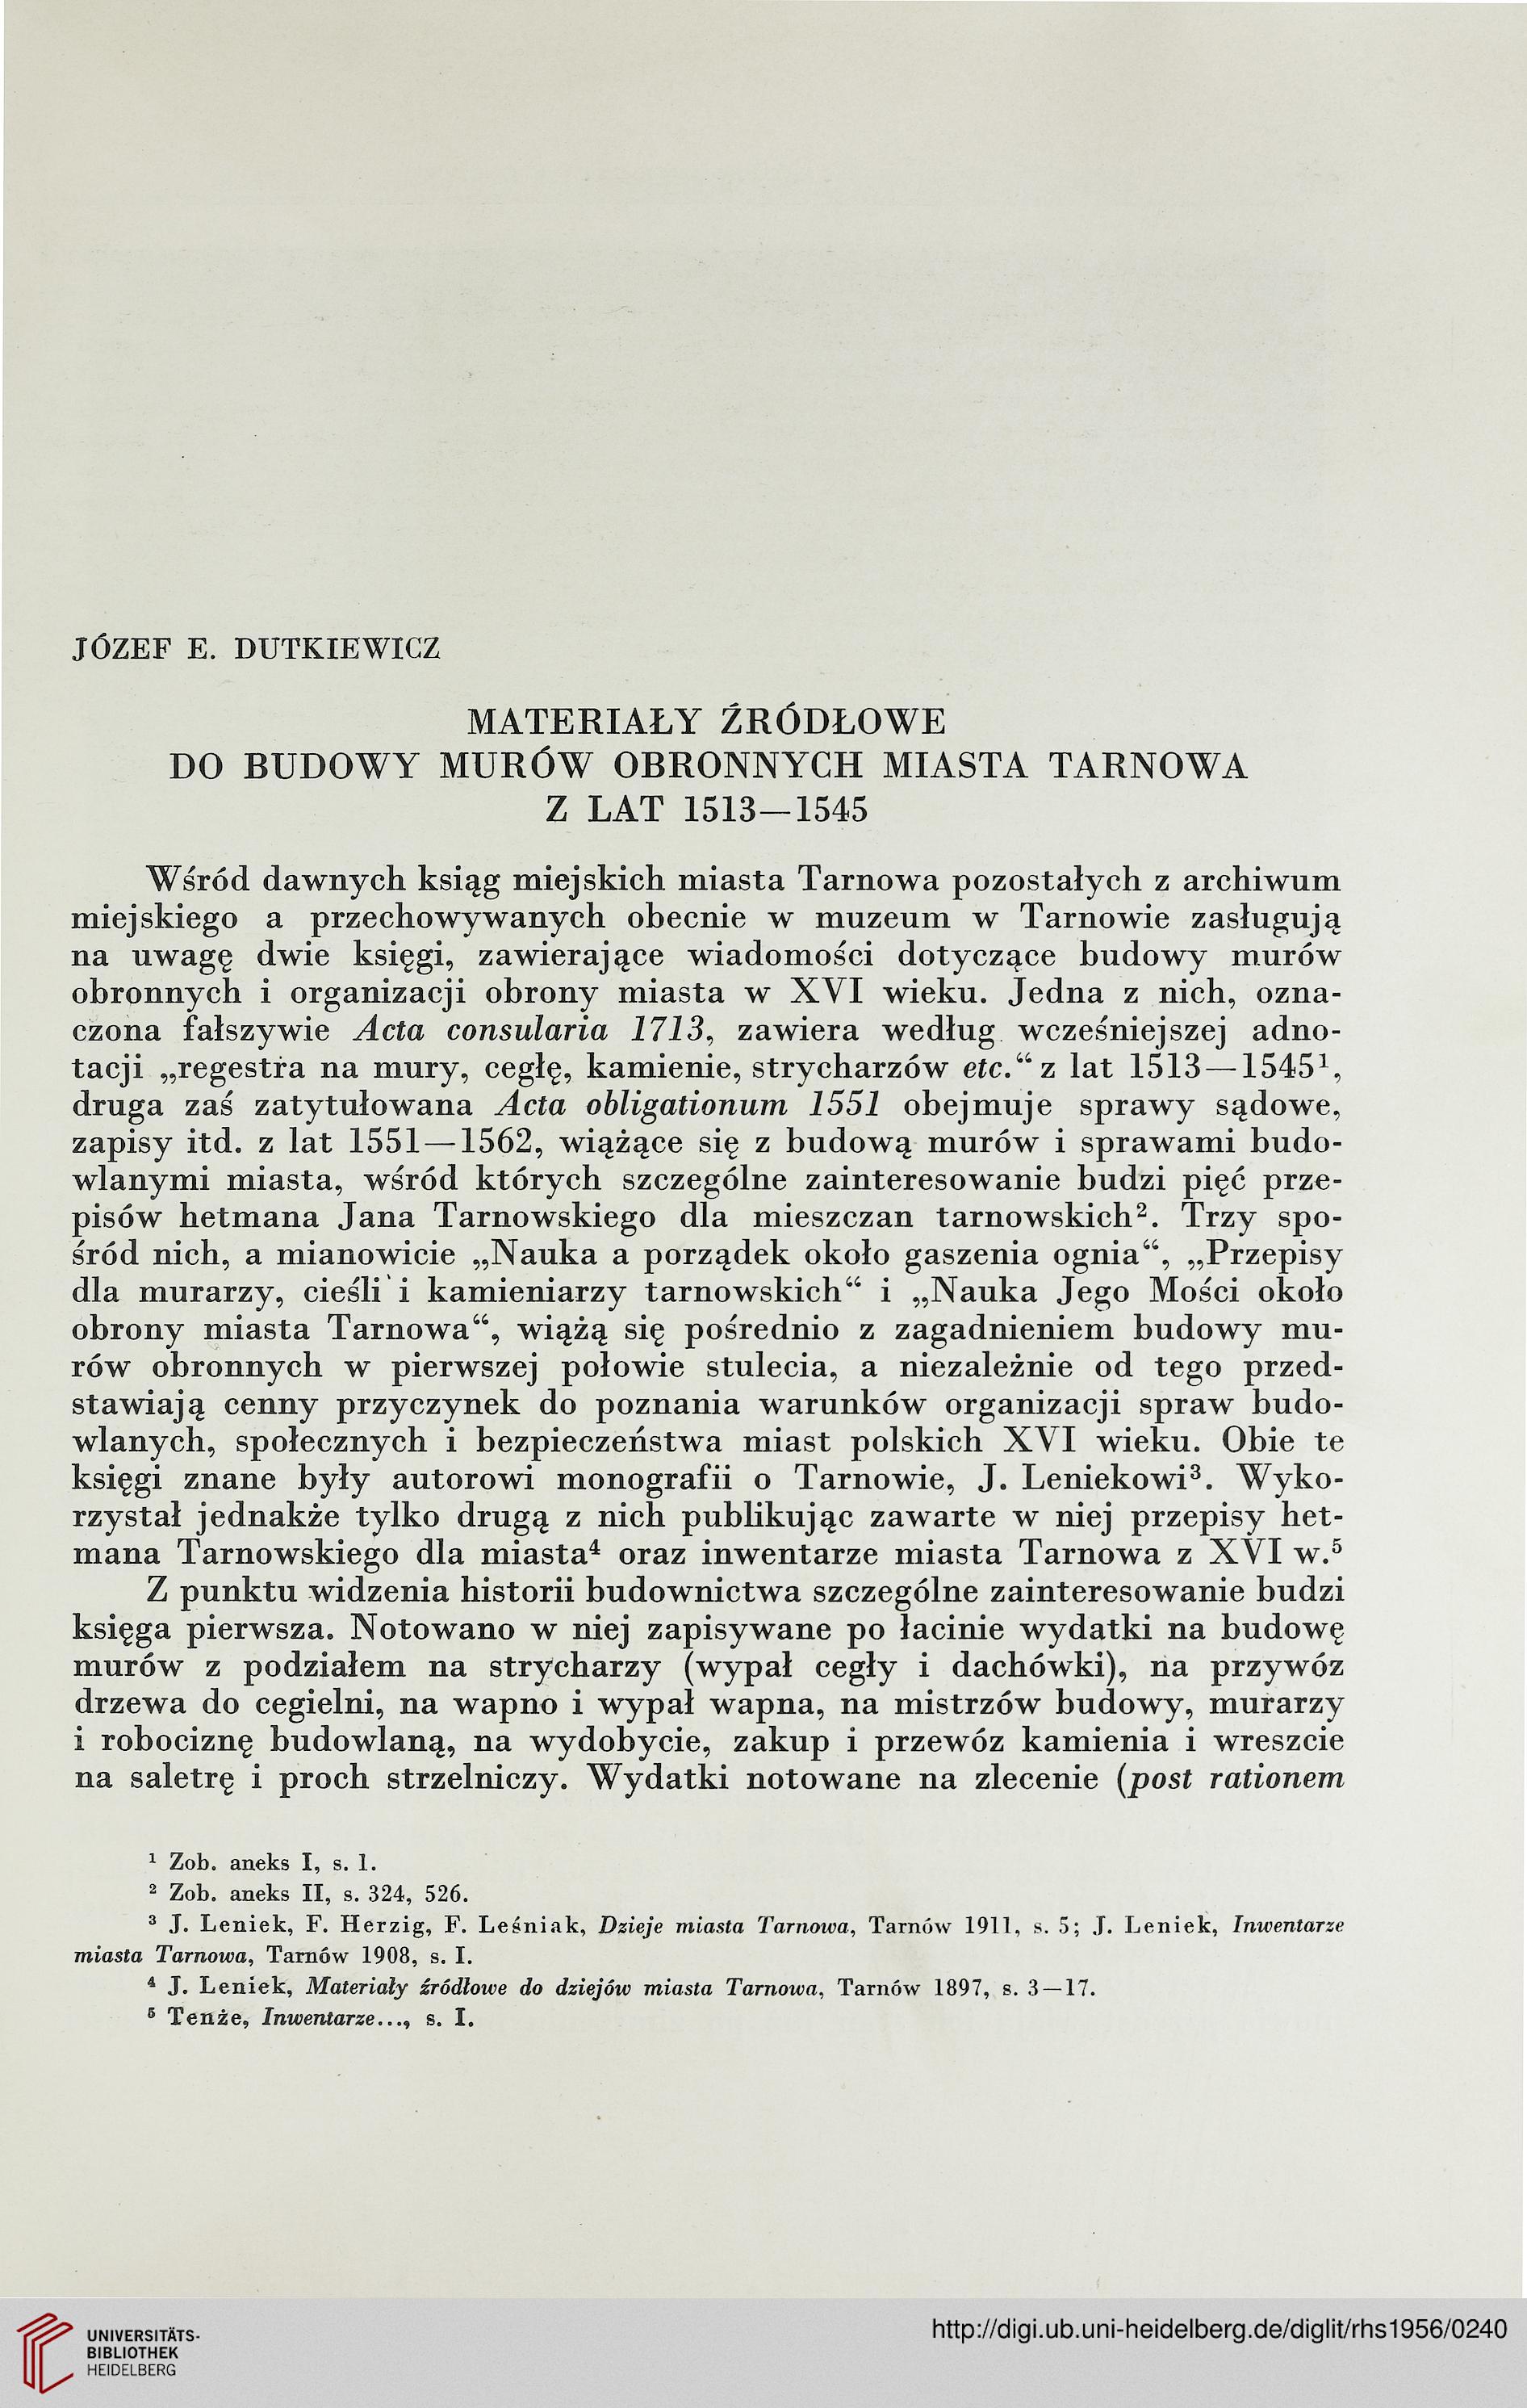 JÓZEF E. DUTKIEWICZ
MATERIAŁY ŹRÓDŁOWE
DO BUDOWY MURÓW OBRONNYCH MIASTA TARNOWA
Z LAT 1513—1545
Wśród dawnych ksiąg miejskich miasta Tarnowa pozostałych z archiwum
miejskiego a przechowywanych obecnie w muzeum w Tarnowie zasługują
na uwagę dwie księgi, zawierające wiadomości dotyczące budowy murów
obronnych i organizacji obrony miasta w XVI wieku. Jedna z nich, ozna-
czona fałszywie Acta consularia 1713, zawiera według wcześniejszej adno-
tacji „regestra na mury, cegłę, kamienie, strycharzów etc.“ z lat 1513—1545¹,
druga zaś zatytułowana Acta obligationum 1551 obejmuje sprawy sądowe,
zapisy itd. z lat 1551—1562, wiążące się z budową murów i sprawami budo-
wlanymi miasta, wśród których szczególne zainteresowanie budzi pięć prze-
pisów hetmana Jana Tarnowskiego dla mieszczan tarnowskich². Trzy spo-
śród nich, a mianowicie „Nauka a porządek około gaszenia ognia“, „Przepisy
dla murarzy, cieśli i kamieniarzy tarnowskich“ i „Nauka Jego Mości około
obrony miasta Tarnowa“, wiążą się pośrednio z zagadnieniem budowy mu-
rów obronnych w pierwszej połowie stulecia, a niezależnie od tego przed-
stawiają cenny przyczynek do poznania warunków organizacji spraw budo-
wlanych, społecznych i bezpieczeństwa miast polskich XVI wieku. Obie te
księgi znane były autorowi monografii o Tarnowie, J. Leniekowi³. Wyko-
rzystał jednakże tylko drugą z nich publikując zawarte w niej przepisy het-
mana Tarnowskiego dla miasta⁴ oraz inwentarze miasta Tarnowa z XVI w.⁵
Z punktu widzenia historii budownictwa szczególne zainteresowanie budzi
księga pierwsza. Notowano w niej zapisywane po łacinie wydatki na budowę
murów z podziałem na strycharzy (wypał cegły i dachówki), na przywóz
drzewa do cegielni, na wapno i wypał wapna, na mistrzów budowy, murarzy
i robociznę budowlaną, na wydobycie, zakup i przewóz kamienia i wreszcie
na saletrę i proch strzelniczy. Wydatki notowane na zlecenie (post rationem
¹ Zob. aneks I, s. 1.
² Zob. aneks II, s. 324, 526.
³ J. Leniek, F. Herzig, F. Leśniak, Dzieje miasta Tarnowa, Tarnów 1911, s. 5; J. Leniek, Inwentarze
miasta Tarnowa, Tarnów 1908, s. I.
⁴ J. Leniek, Materiały źródłowe do dziejów miasta Tarnowa, Tarnów 1897, s. 3—17.
⁵ Tenże, Inwentarze..., s. I.
UNIVERSITÄTS-
BIBLIOTHEK
HEIDELBERG
http://digi.ub.uni-heidelberg.de/diglit/rhs1956/0240